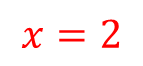 x = 2